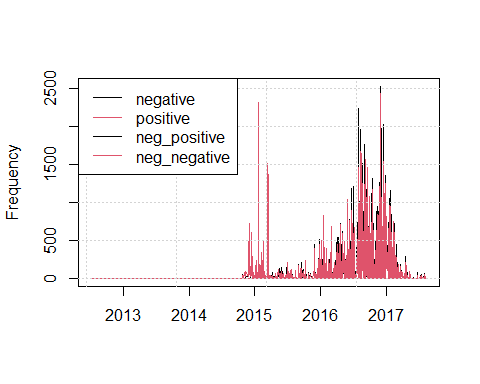 2500
1500
500
0
Frequency
negative
positive
neg_positive
neg_negative
2013 2014 2015 2016 2017